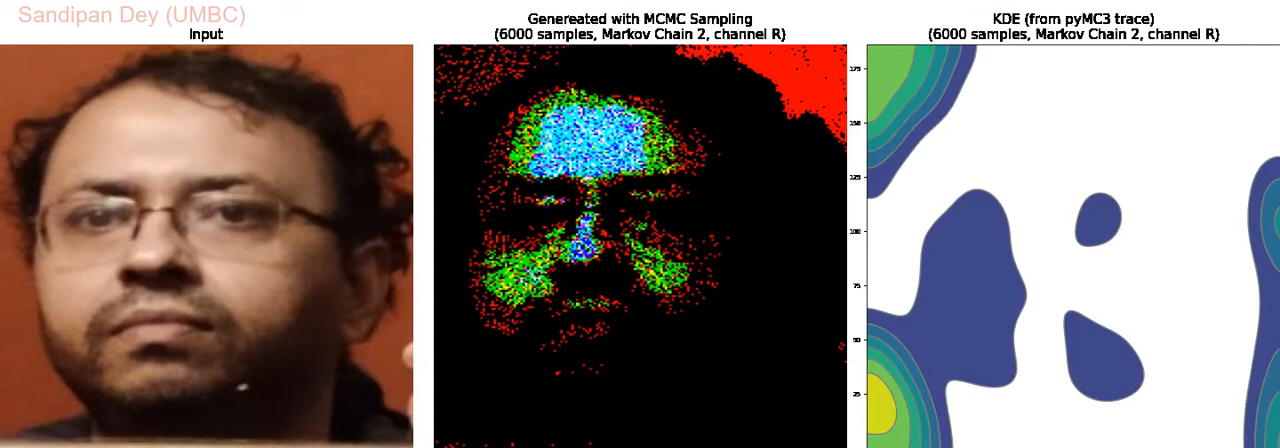 Sandipan Dey (UMBC)
Input
Genereated with MCMC Sampling
(6000 samples, Markov Chain 2, channel R)
KDE (from pyMC3 trace)
(6000 samples, Markov Chain 2, channel R)
175
150
125
100
75
50
25